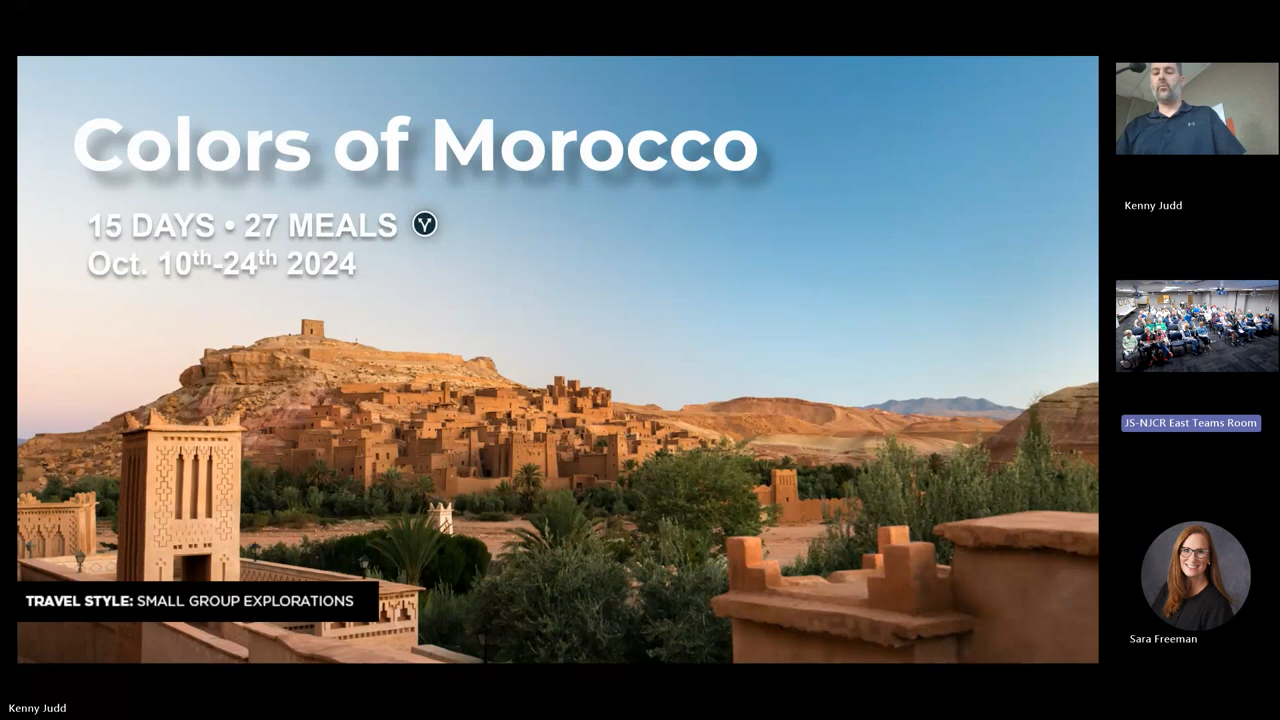 Colors of Morocco
15 DAYS • 27 MEALS
Oct. 10th-24th 2024
TRAVEL STYLE: SMALL GROUP EXPLORATIONS
Kenny Judd
JS-NJCR East Teams Room
Sara Freeman
Kenny Judd